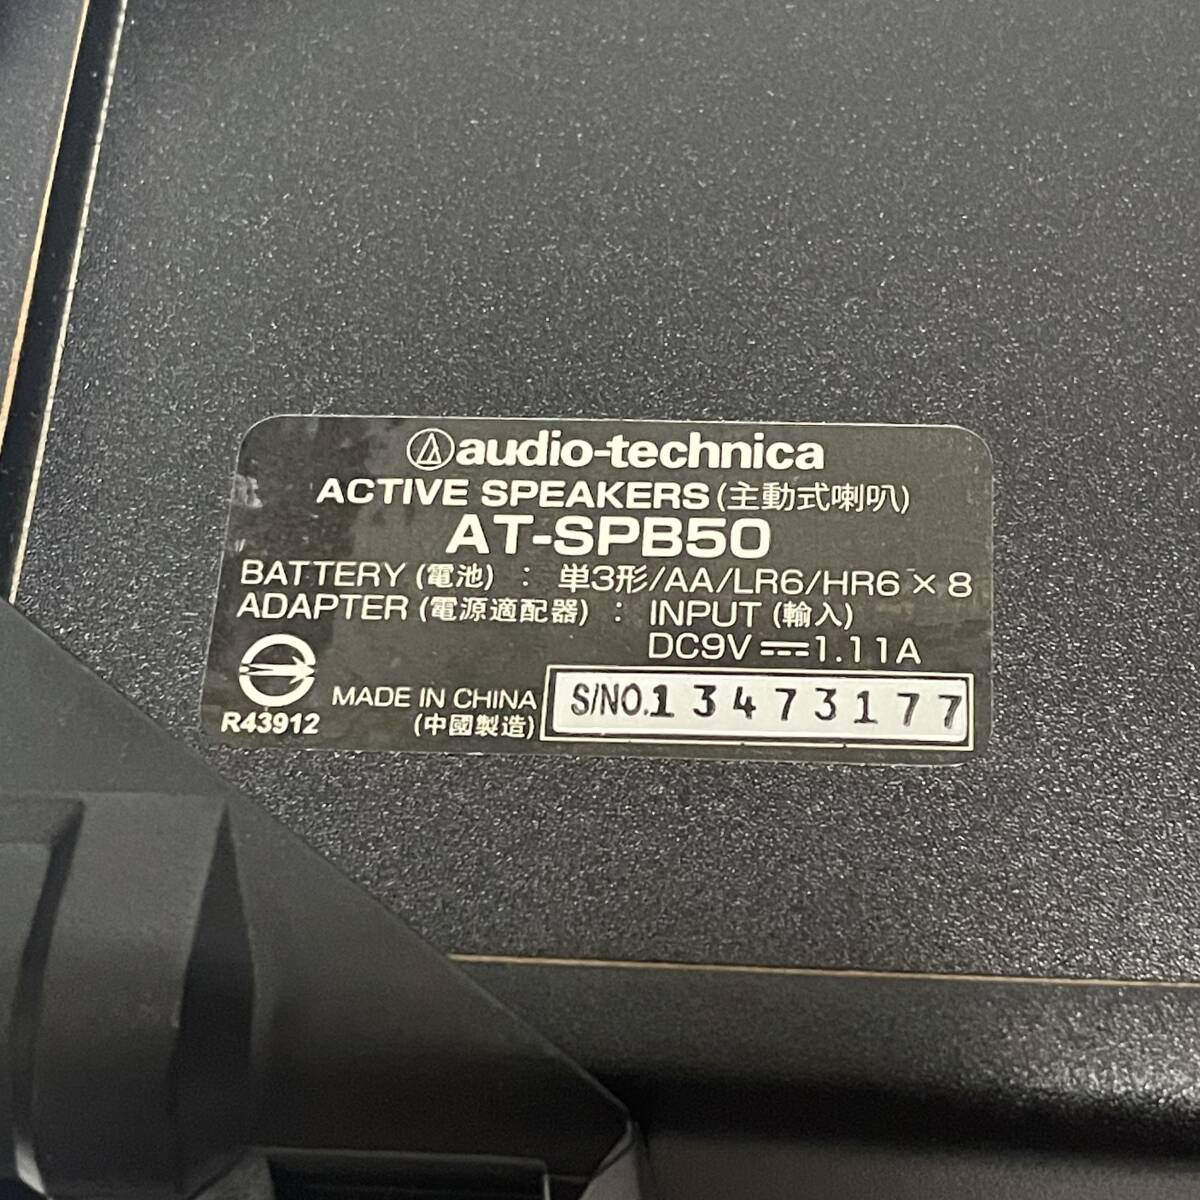 audio-technica
ACTIVE SPEAKERS (主動式喇叭)
AT-SPB50
BATTERY (電池) : 単3形/AA/LR6/HR6 × 8
ADAPTER (電源適配器) : INPUT (輸入)
DC9V ⎓ 1.11A
R43912
MADE IN CHINA
(中國製造)
S/NO.13473177